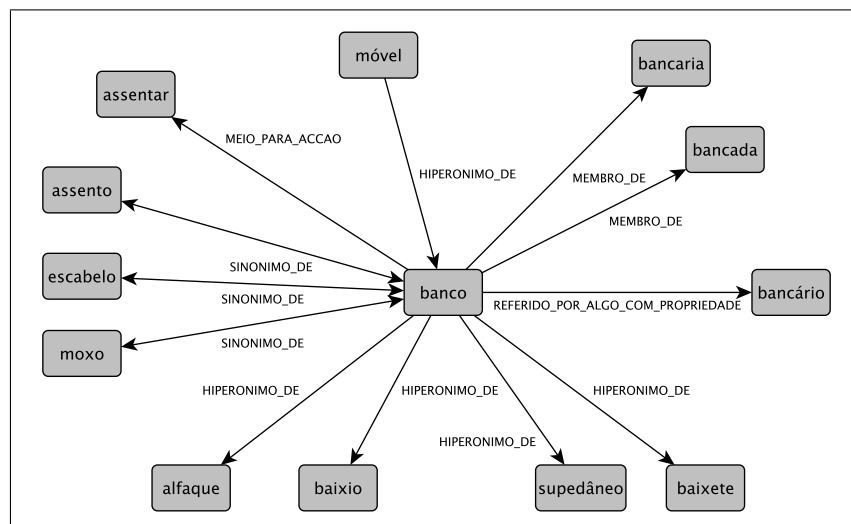 móvel
bancaria
assentar
MEIO_PARA_ACCAO
bancada
HIPERONIMO_DE
MEMBRO_DE
assento
MEMBRO_DE
escabelo
SINONIMO_DE
banco
bancário
SINONIMO_DE
REFERIDO_POR_ALGO_COM_PROPRIEDADE
moxo
SINONIMO_DE
HIPERONIMO_DE
HIPERONIMO_DE
HIPERONIMO_DE
HIPERONIMO_DE
alfaque
baixio
supedâneo
baixete